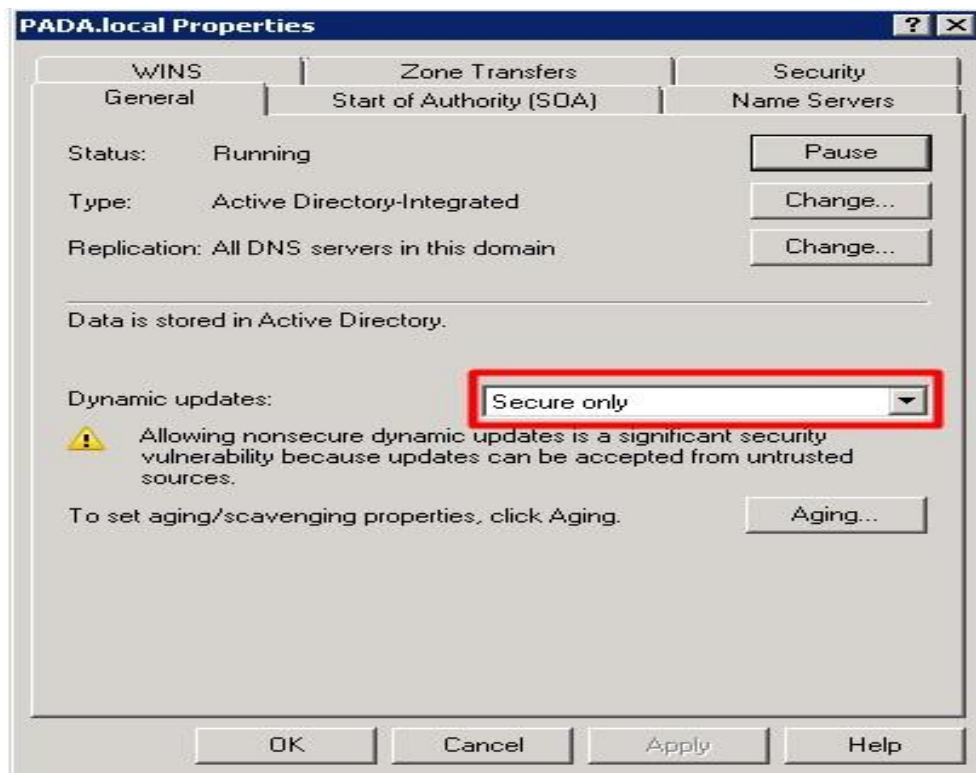 PADA.local Properties
WINS Zone Transfers Security
General Start of Authority (SOA) Name Servers
Status: Running Pause
Type: Active Directory-Integrated Change...
Replication: All DNS servers in this domain Change...
Data is stored in Active Directory.
Dynamic updates: Secure only
Allowing nonsecure dynamic updates is a significant security
vulnerability because updates can be accepted from untrusted
sources.
To set aging/scavenging properties, click Aging. Aging...
OK Cancel Apply Help